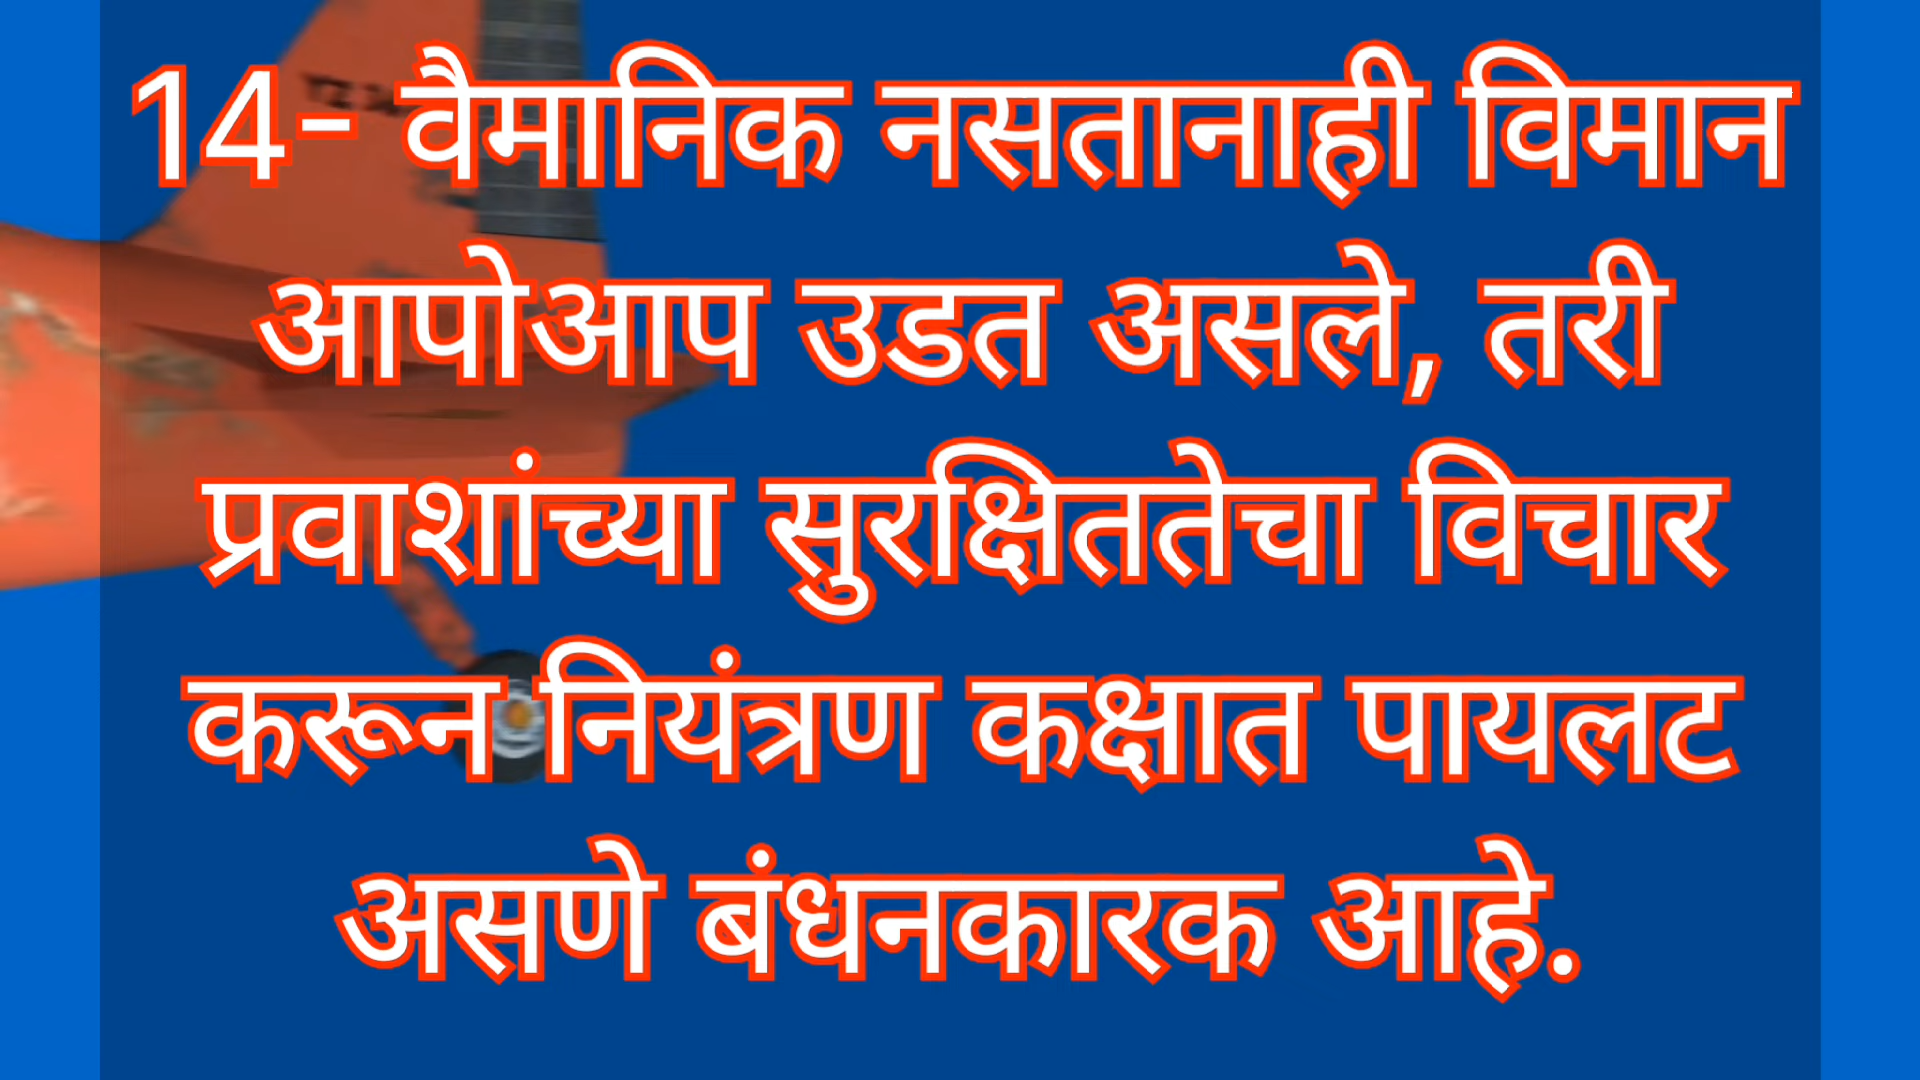 14- वैमानिक नसतानाही विमान
आपोआप उडत असले, तरी
प्रवाशांच्या सुरक्षिततेचा विचार
करून नियंत्रण कक्षात पायलट
असणे बंधनकारक आहे.